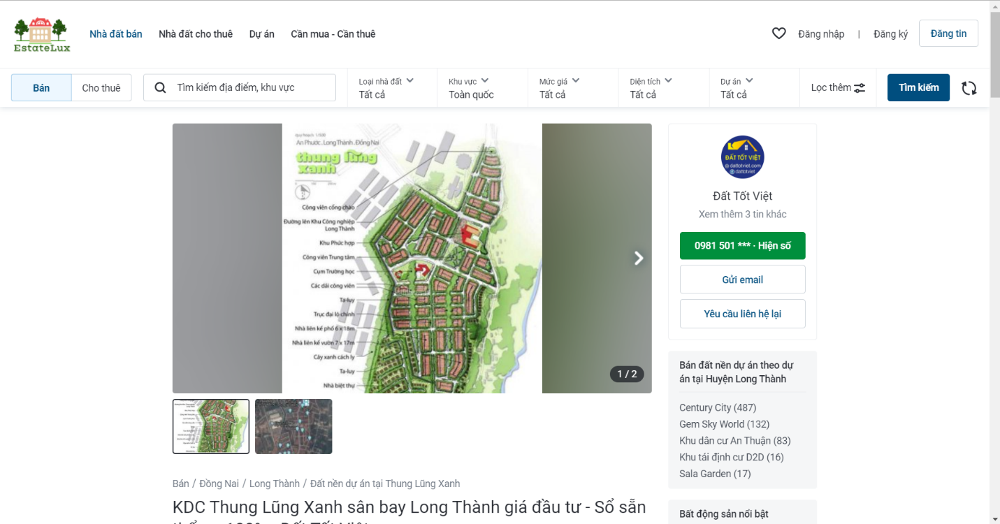 EstateLux
Nhà đất bán
Nhà đất cho thuê
Dự án
Cần mua - Cần thuê
Đăng nhập
|
Đăng ký
Đăng tin
Bán
Cho thuê
Tìm kiếm địa điểm, khu vực
Loại nhà đất
Tất cả
Khu vực
Toàn quốc
Mức giá
Tất cả
Diện tích
Tất cả
Dự án
Tất cả
Lọc thêm
Tìm kiếm
An Phước, Long Thành, Đồng Nai
thung lũng
xanh
Công viên cổng chào
Đường lên Khu Công nghiệp
Long Thành
Khu Phức hợp
Công viên Trung tâm
Cụm Trường học
Các dải công viên
Ta-luy
Trục đại lộ chính
Nhà liên kế phố 6 x 18m
Nhà liên kế vườn 7 x 17m
Cây xanh cách ly
Ta-luy
Nhà biệt thự
1 / 2
ĐẤT TỐT VIỆT
dattotviet.com
dattotviet
Đất Tốt Việt
Xem thêm 3 tin khác
0981 501 *** · Hiện số
Gửi email
Yêu cầu liên hệ lại
Bán đất nền dự án theo dự
án tại Huyện Long Thành
Century City (487)
Gem Sky World (132)
Khu dân cư An Thuận (83)
Khu tái định cư D2D (16)
Sala Garden (17)
Bất động sản nổi bật
Bán / Đồng Nai / Long Thành / Đất nền dự án tại Thung Lũng Xanh
KDC Thung Lũng Xanh sân bay Long Thành giá đầu tư - Sổ sẵn